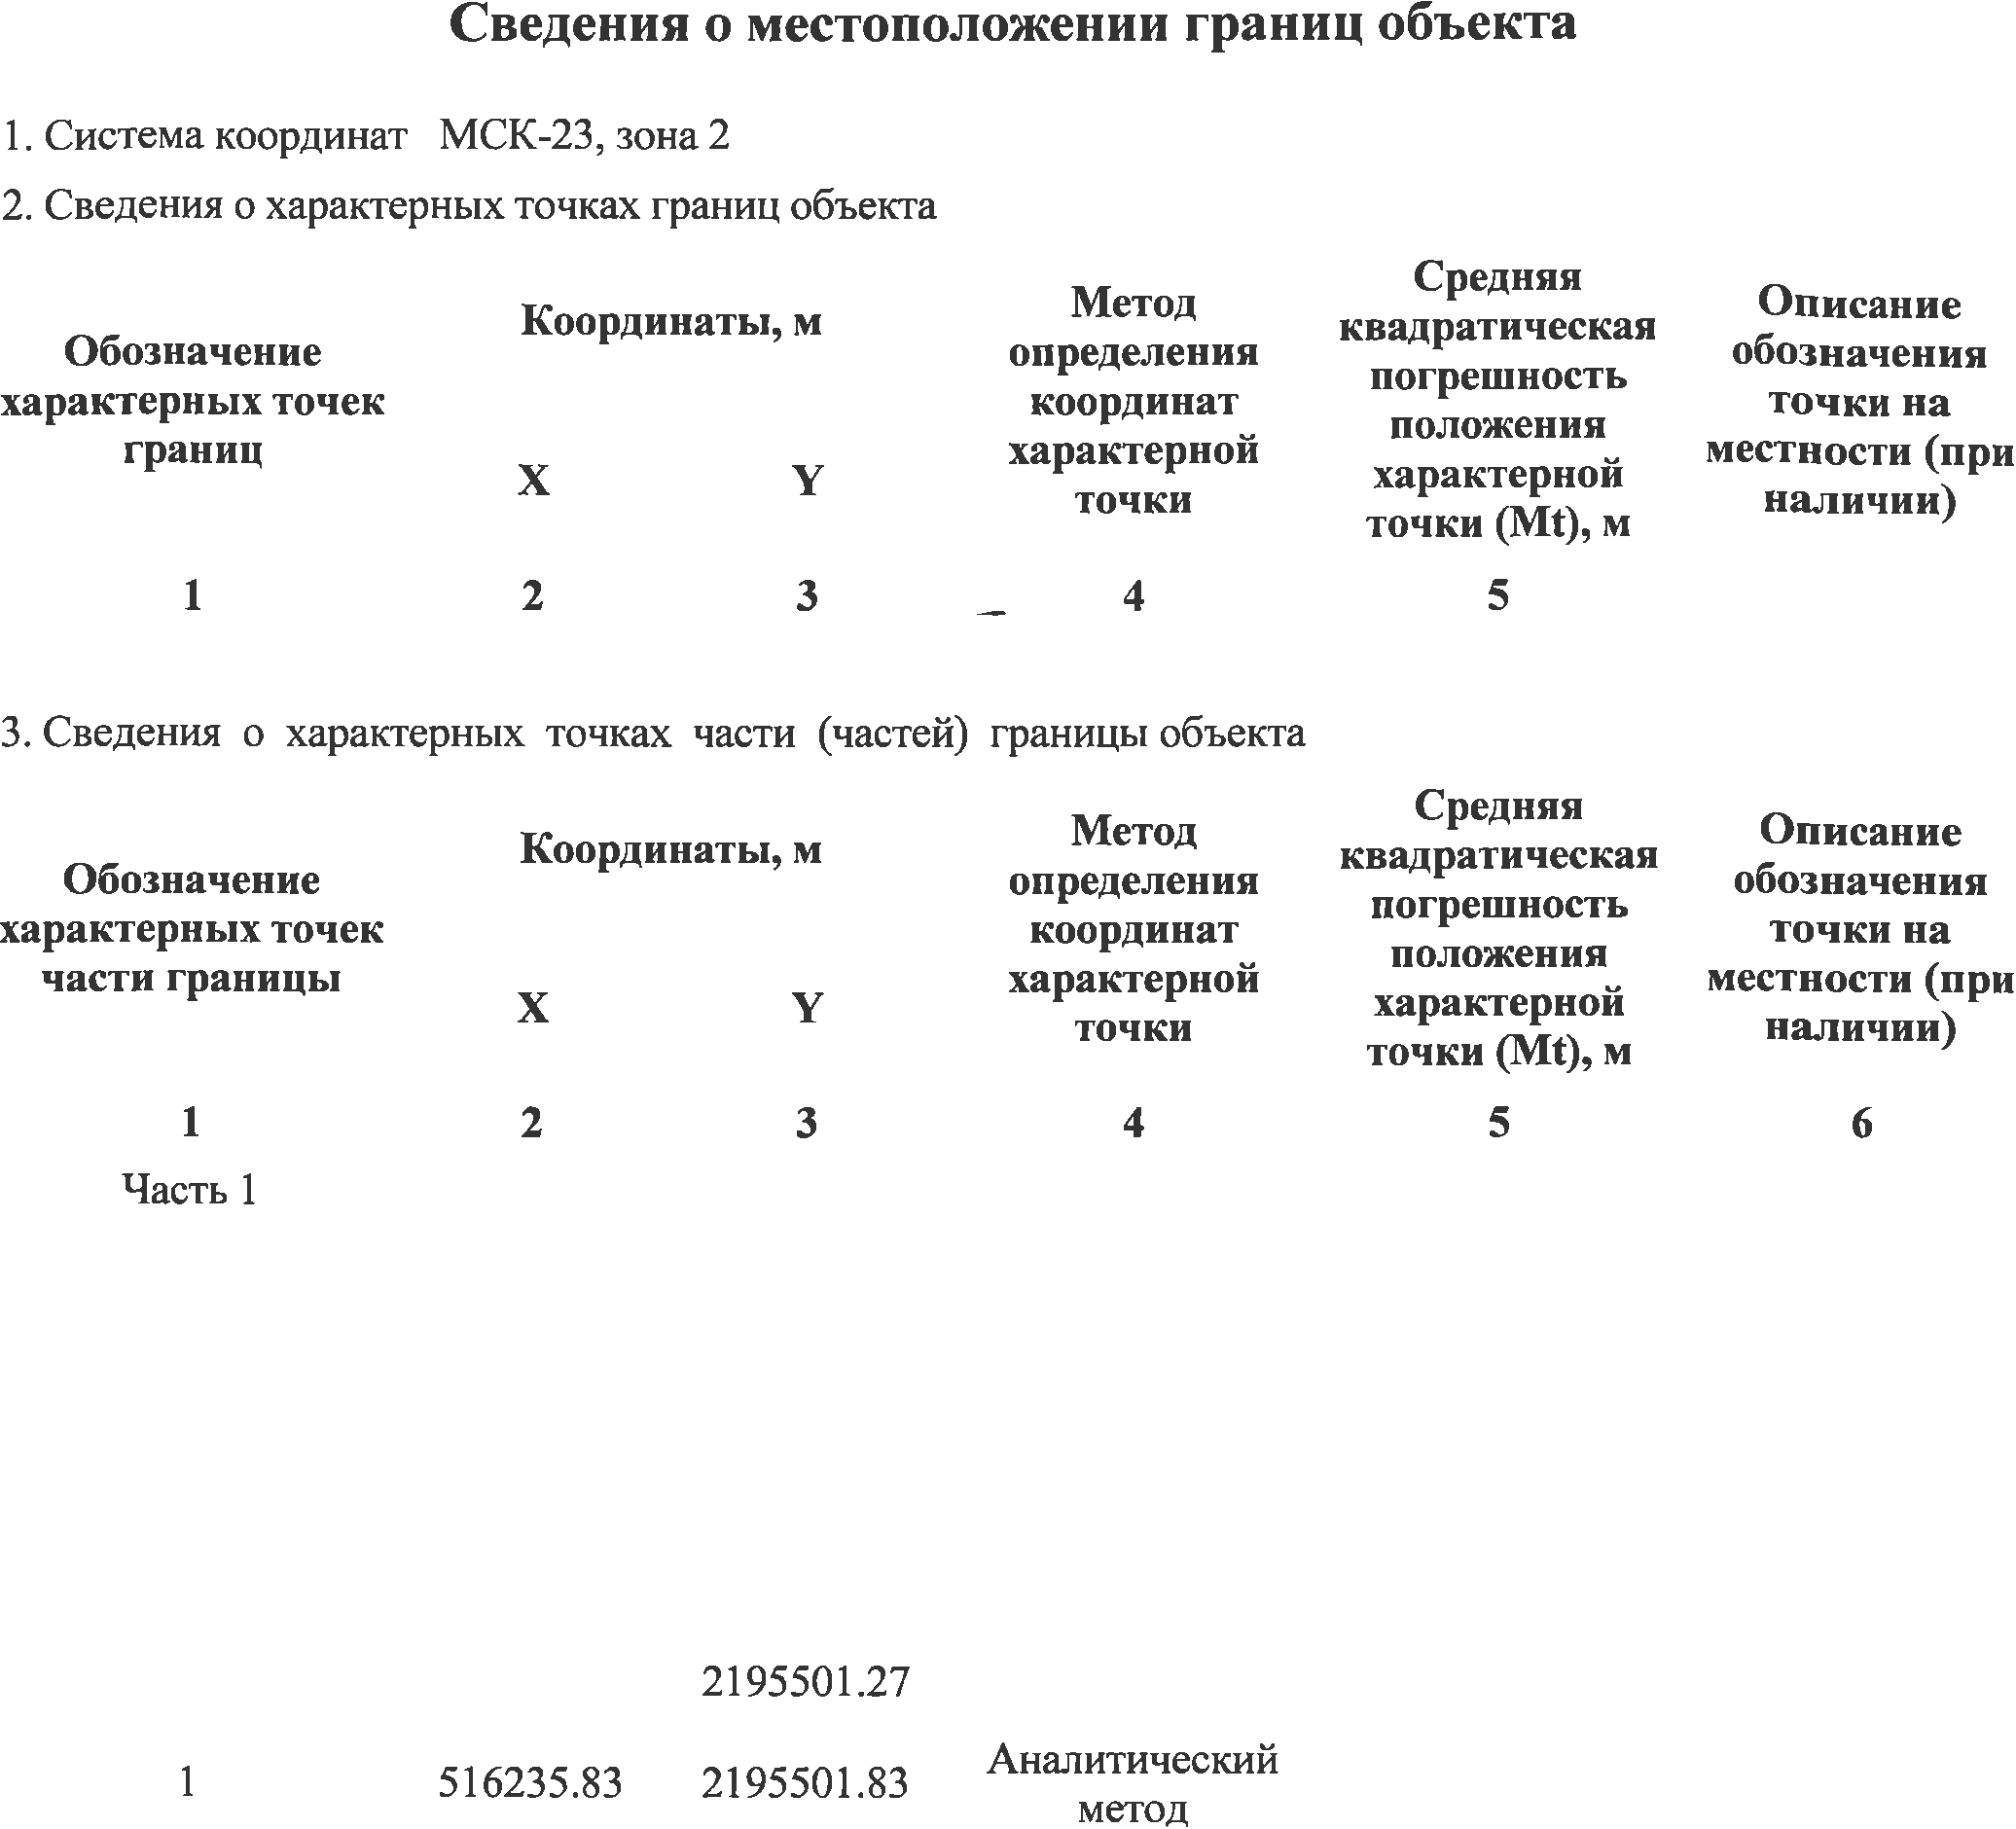 Сведения о местоположении границ объекта
1. Система координат МСК-23, зона 2
2. Сведения о характерных точках границ объекта
Обозначение
характерных точек
границ
Координаты, м
X Y
Метод
определения
координат
характерной
точки
Средняя
квадратическая
погрешность
положения
характерной
точки (Mt), м
Описание
обозначения
точки на
местности (при
наличии)
1 2 3 4 5
3. Сведения о характерных точках части (частей) границы объекта
Обозначение
характерных точек
части границы
Координаты, м
X Y
Метод
определения
координат
характерной
точки
Средняя
квадратическая
погрешность
положения
характерной
точки (Mt), м
Описание
обозначения
точки на
местности (при
наличии)
1 2 3 4 5 6
Часть 1
2195501.27
1 516235.83 2195501.83 Аналитический
метод